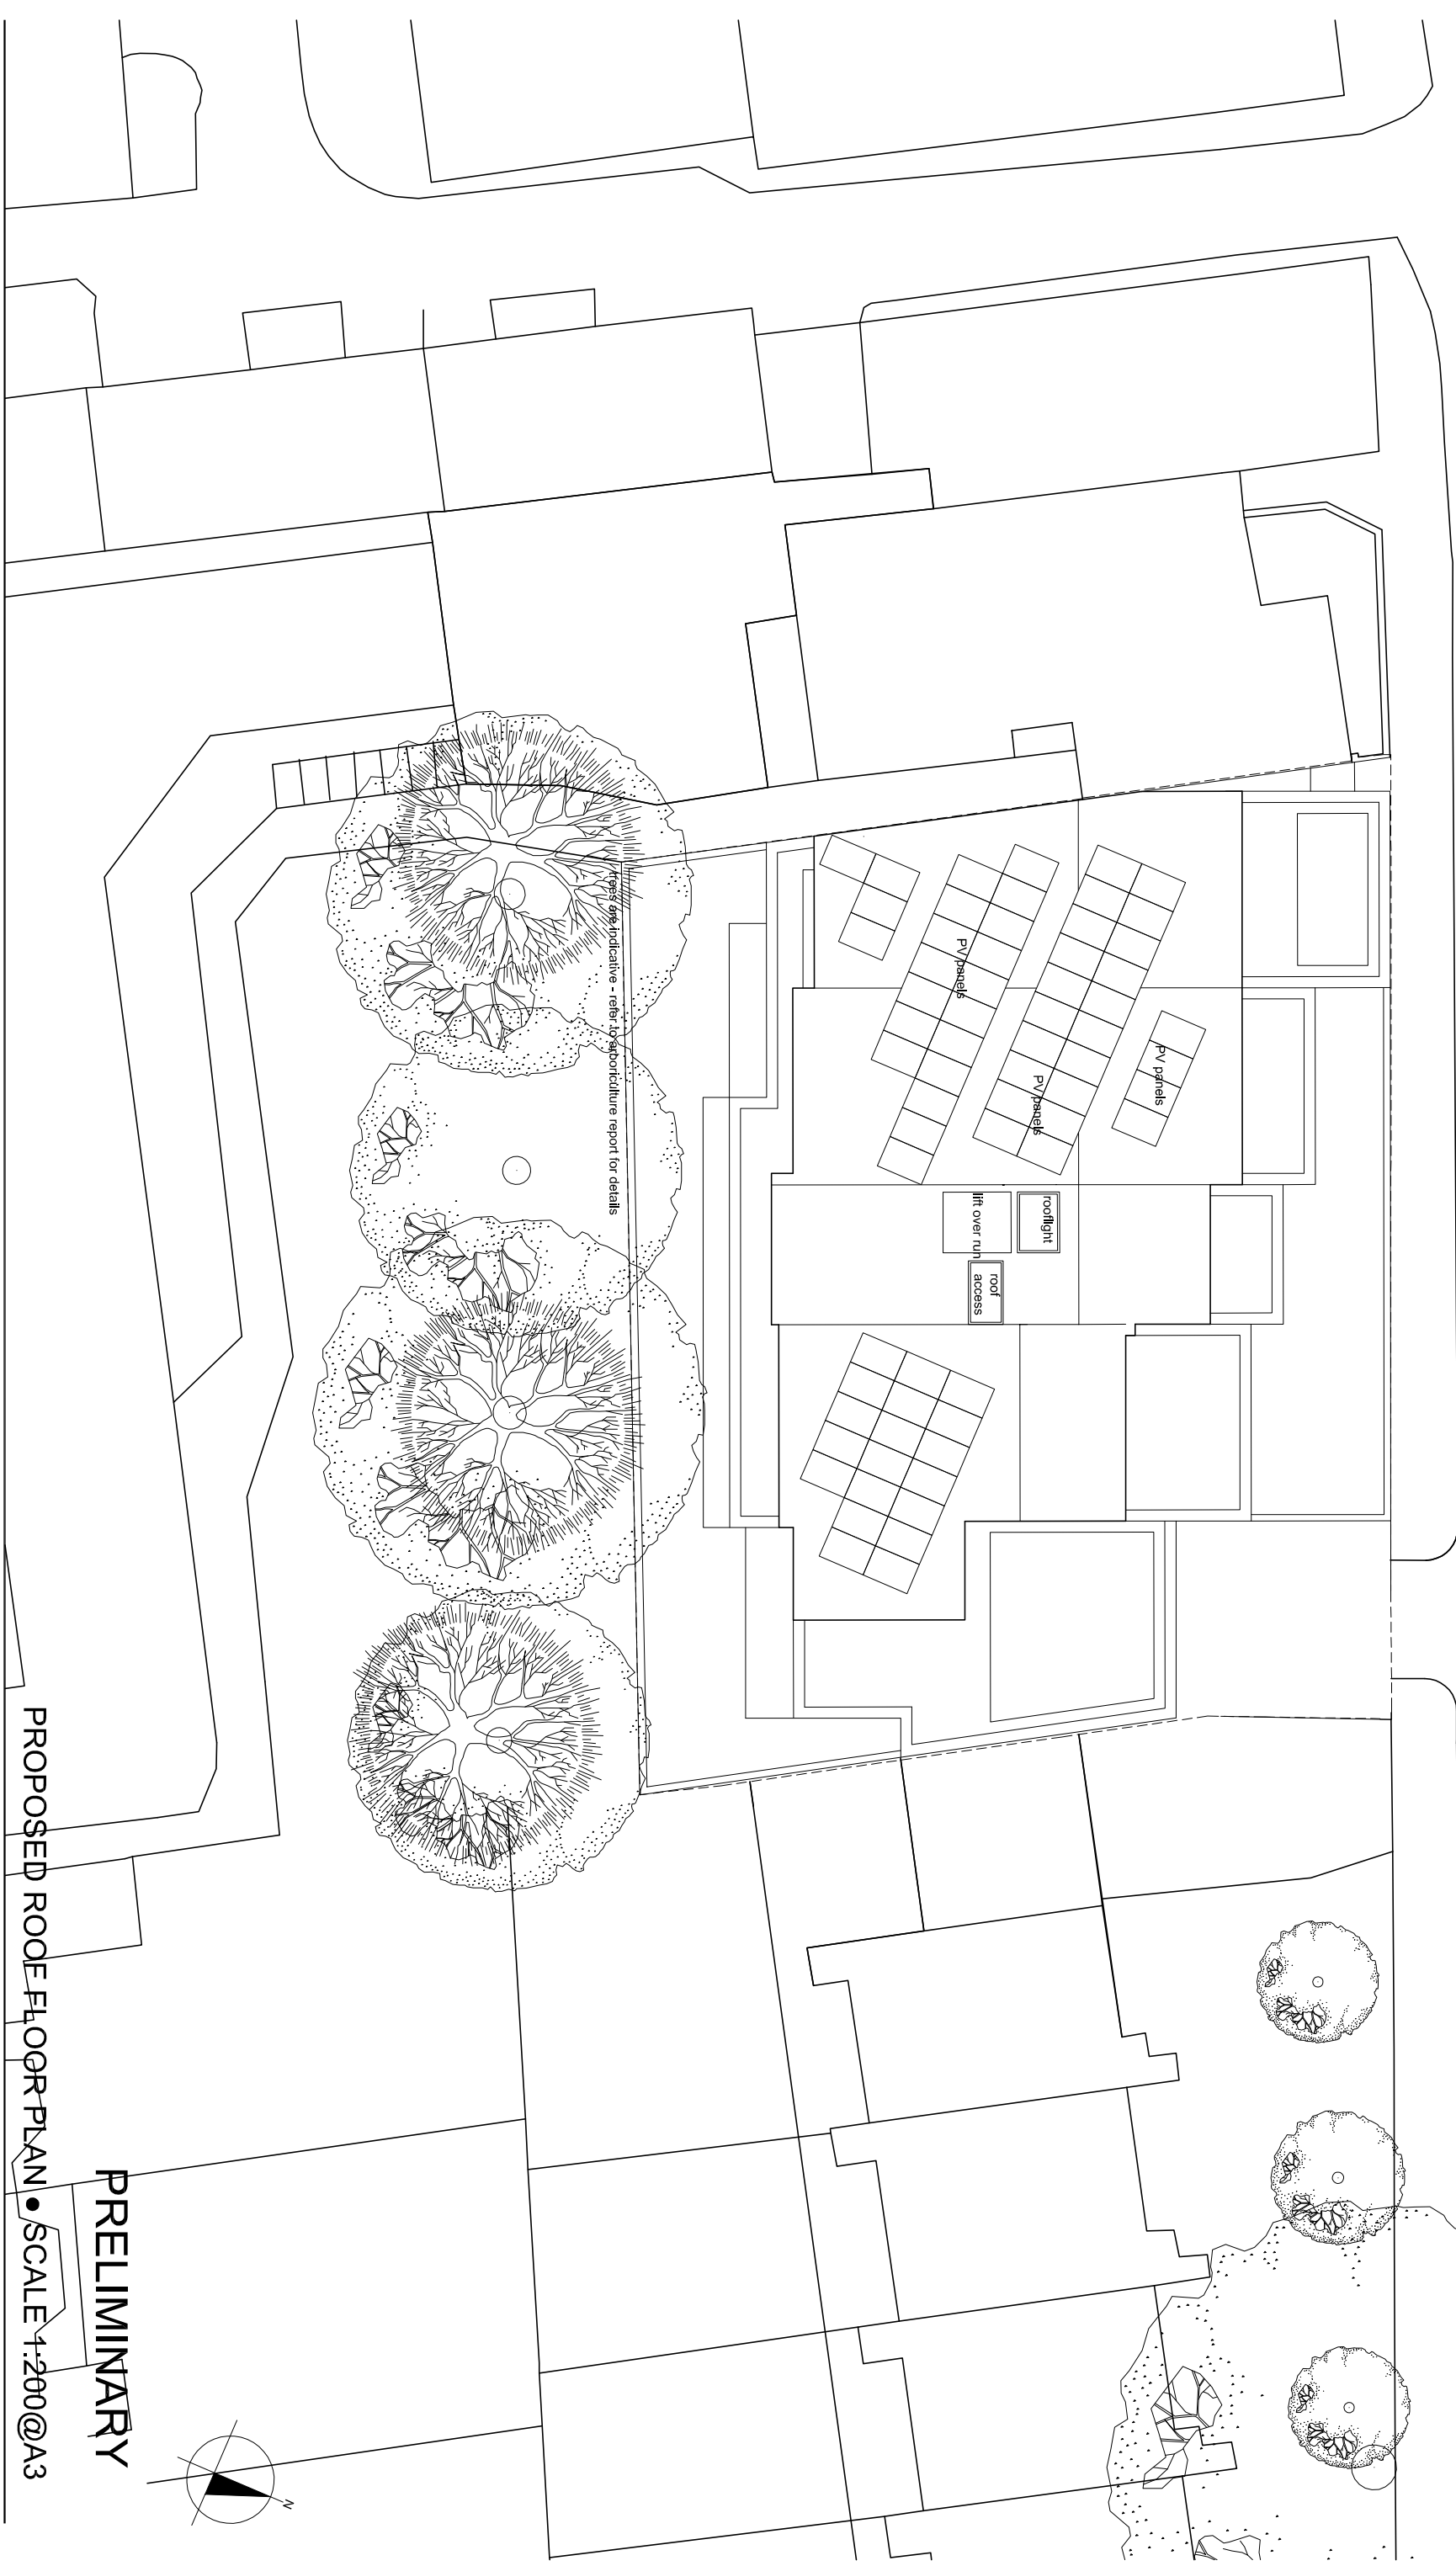 PV panels
PV panels
PV panels
rooflight
lift over run
roof
access
trees are indicative - refer to arboriculture report for details
N
PRELIMINARY
PROPOSED ROOF FLOOR PLAN • SCALE 1:200@A3